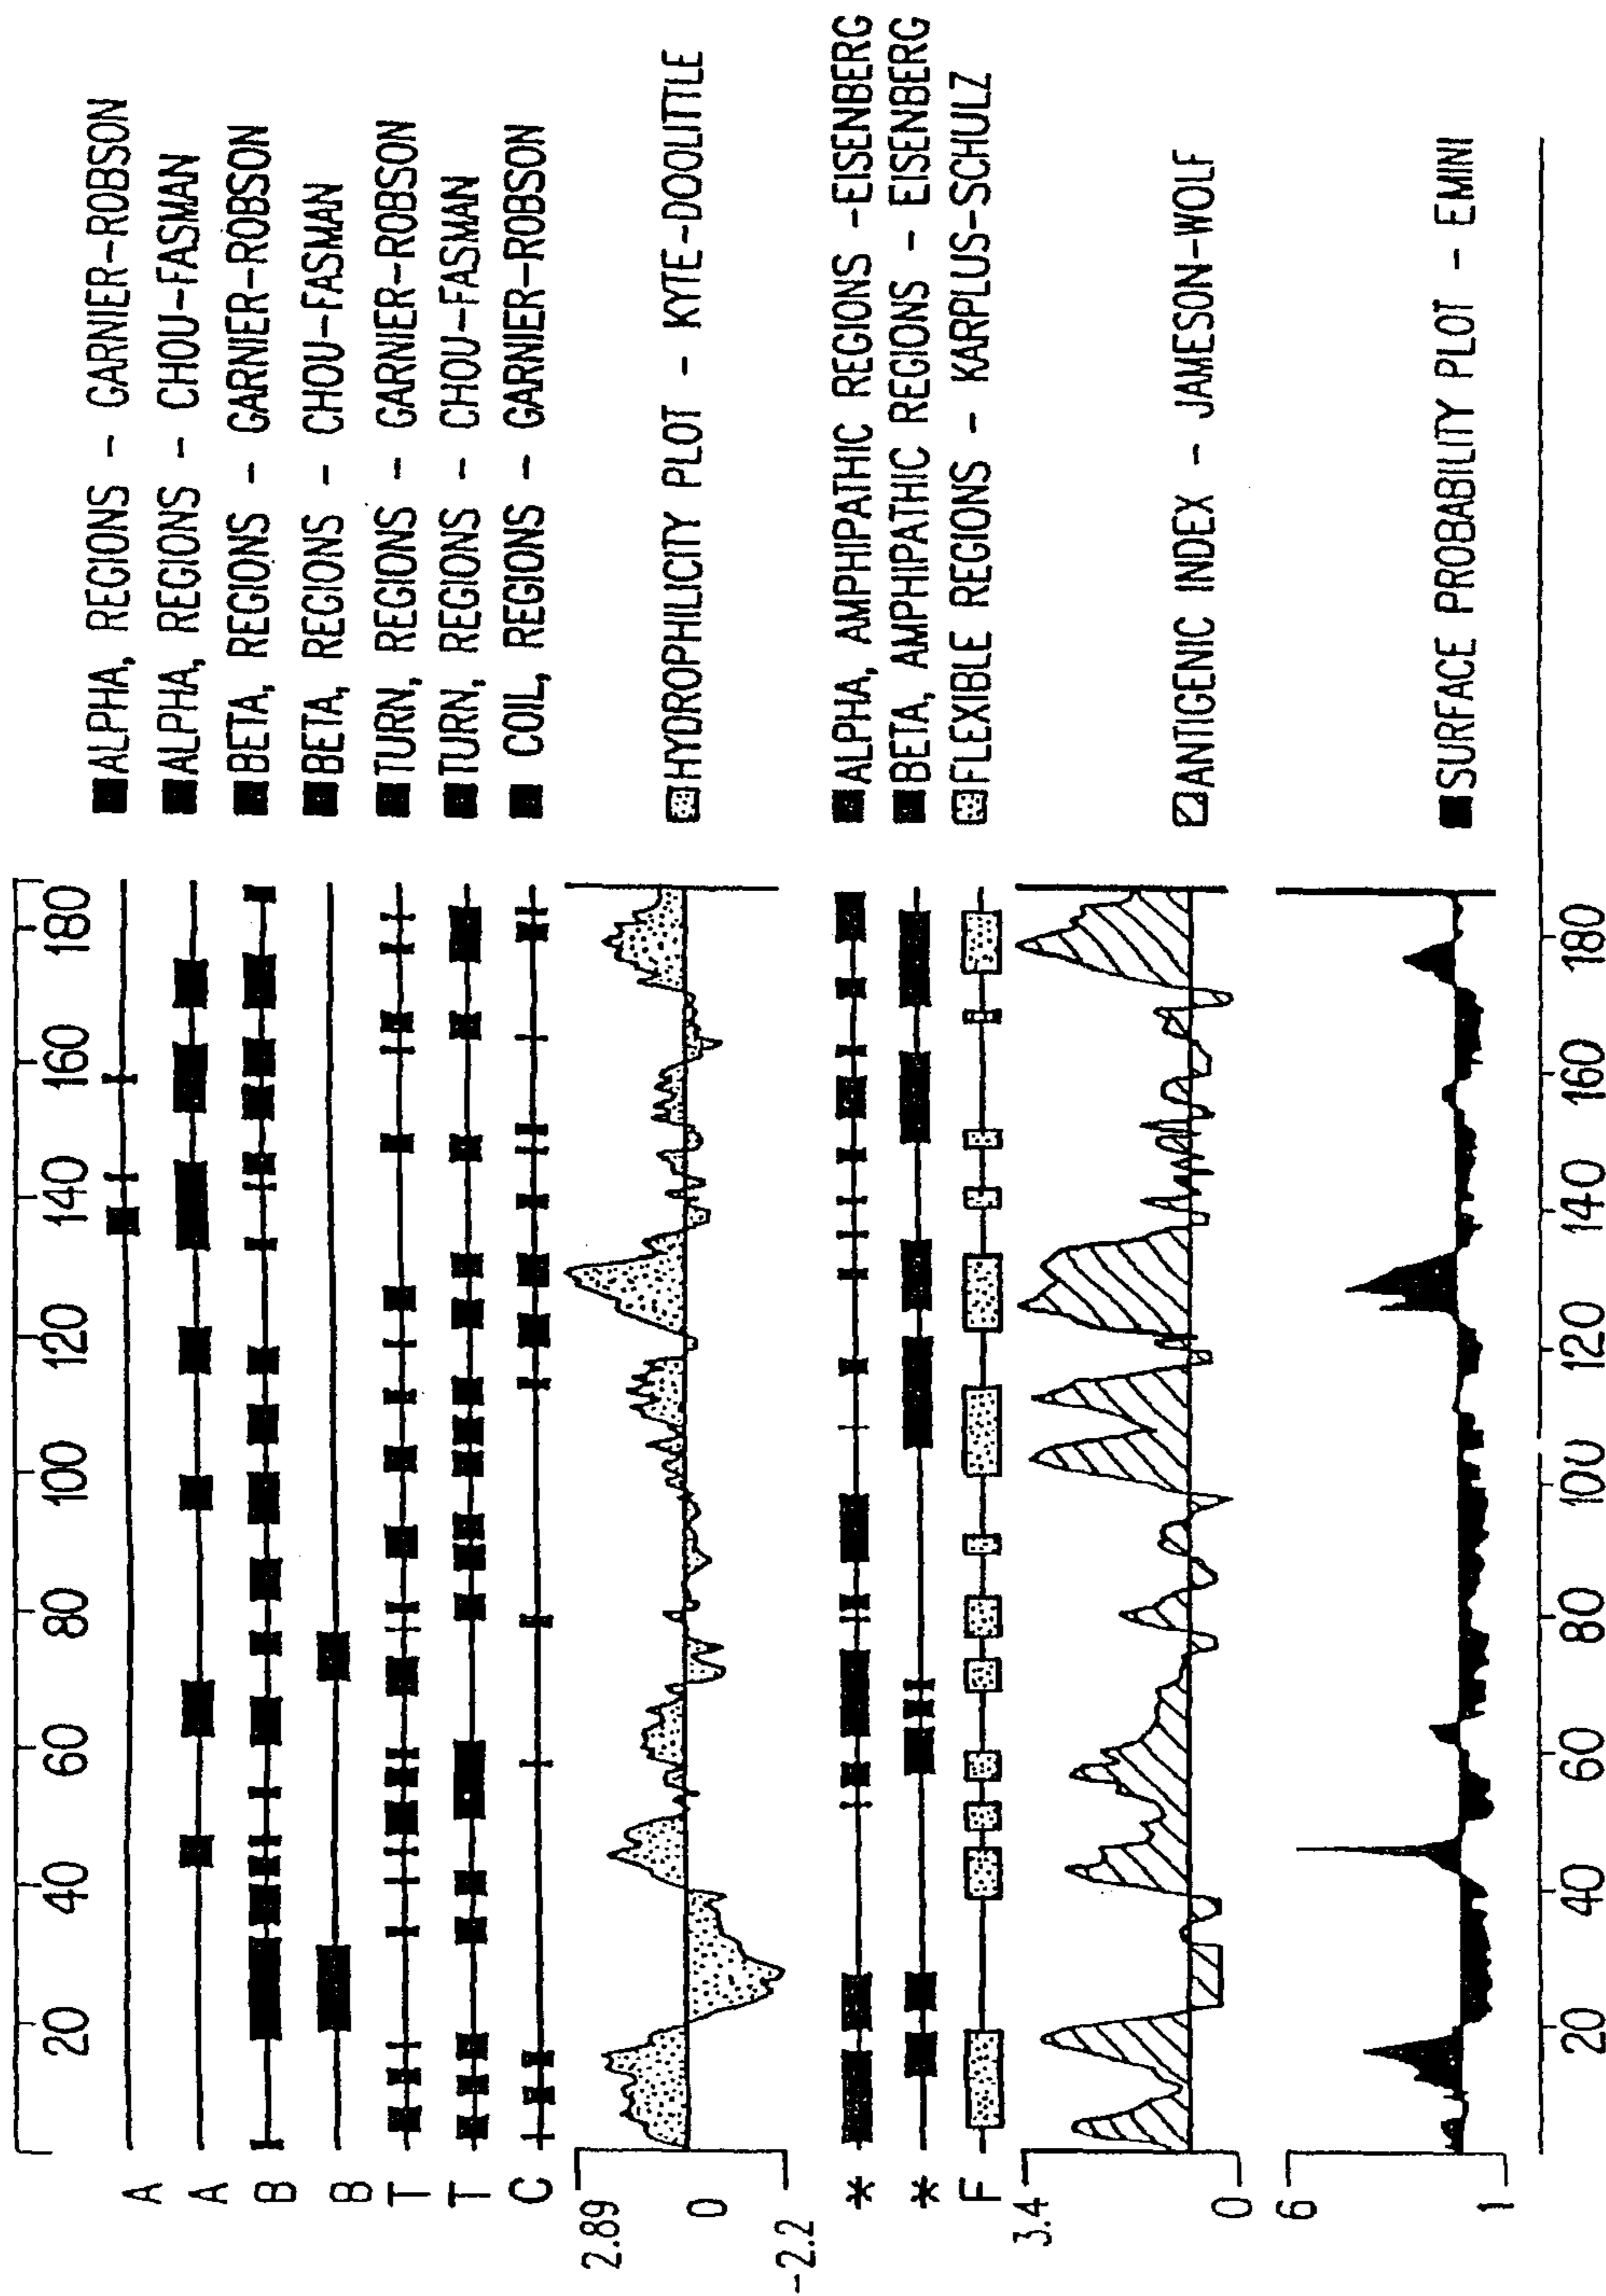 20 40 60 80 100 120 140 160 180
A ■ ALPHA, REGIONS - GARNIER-ROBSON
A ■ ALPHA, REGIONS - CHOU-FASMAN
B ■ BETA, REGIONS - GARNIER-ROBSON
B ■ BETA, REGIONS - CHOU-FASMAN
T ■ TURN, REGIONS - GARNIER-ROBSON
T ■ TURN, REGIONS - CHOU-FASMAN
C ■ COIL, REGIONS - GARNIER-ROBSON
2.89
0 HYDROPHILICITY PLOT - KYTE-DOOLITTLE
-2.2
* ■ ALPHA, AMPHIPATHIC REGIONS -EISENBERG
* ■ BETA, AMPHIPATHIC REGIONS - EISENBERG
F FLEXIBLE REGIONS - KARPLUS-SCHULZ
3.4
ANTIGENIC INDEX - JAMESON-WOLF
0
6
■ SURFACE PROBABILITY PLOT - EMINI
1
20 40 60 80 100 120 140 160 180